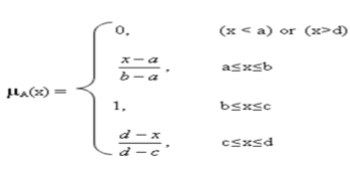 0, (x < a) or (x>d)
x − a / b − a , a≤x≤b
μA(x) =
1, b≤x≤c
d − x / d − c , c≤x≤d